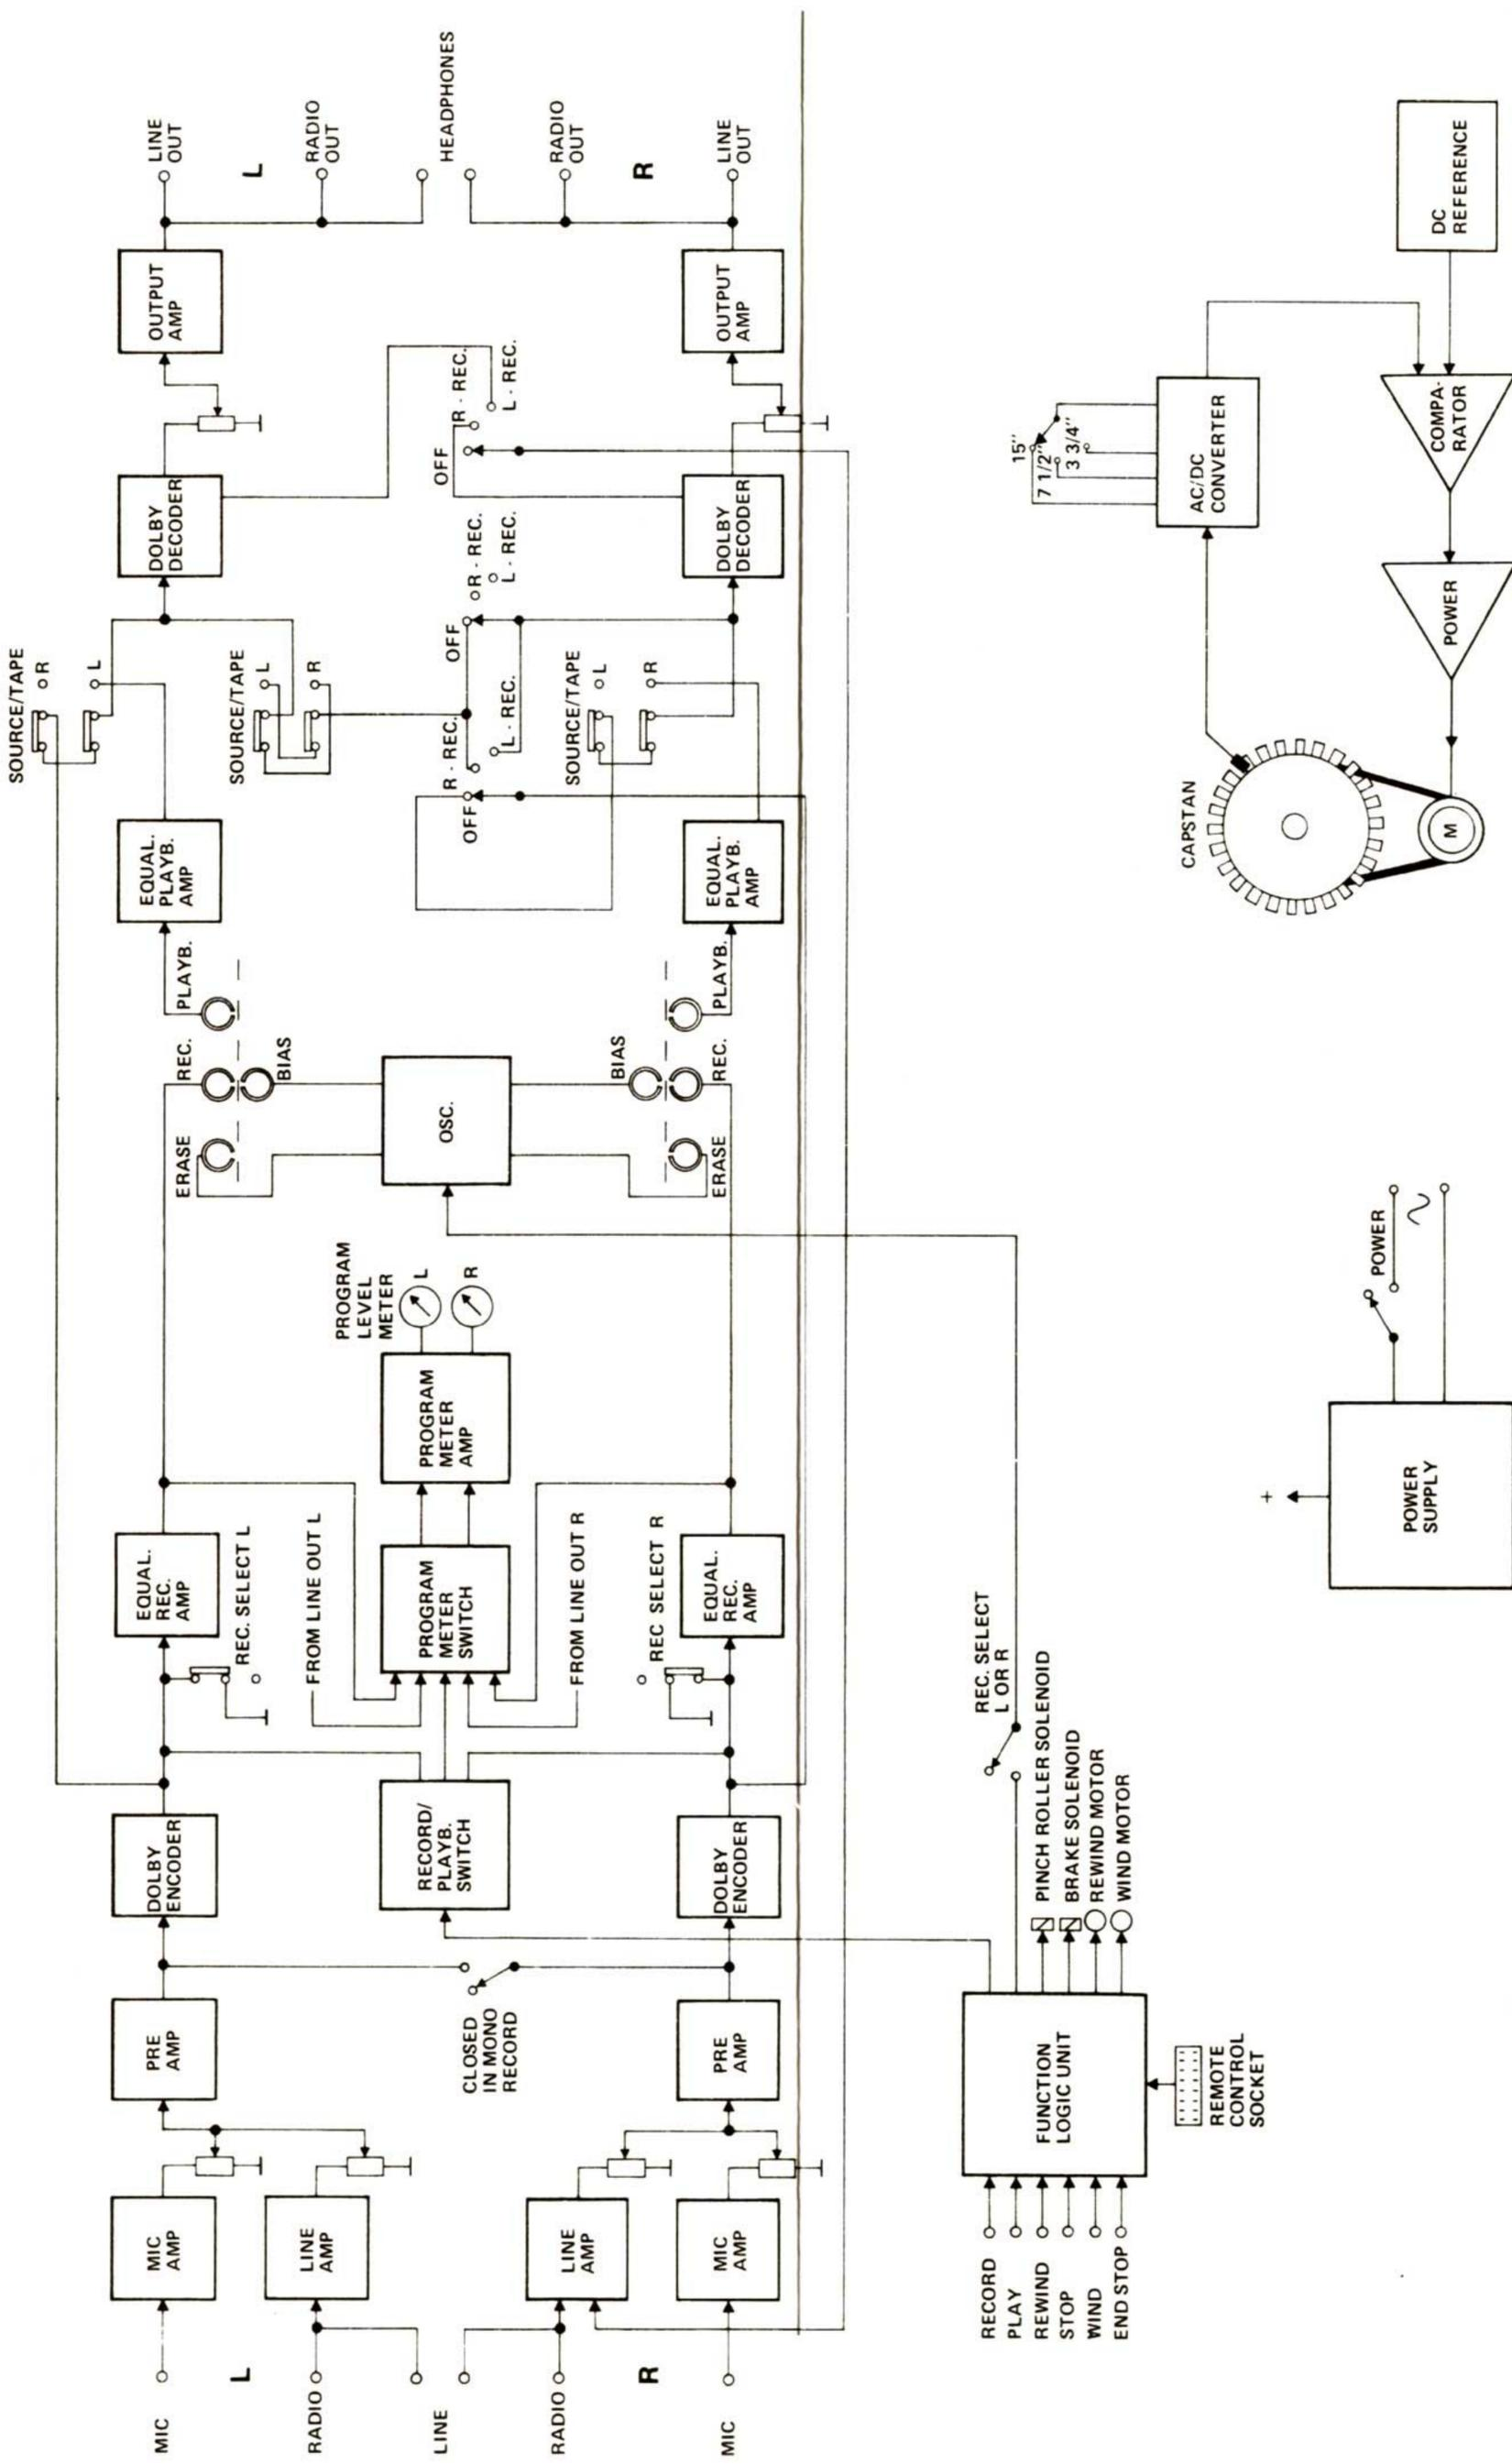 MIC
L
RADIO
LINE
RADIO
R
MIC
MIC
AMP
LINE
AMP
LINE
AMP
MIC
AMP
PRE
AMP
CLOSED
IN MONO
RECORD
PRE
AMP
DOLBY
ENCODER
RECORD/
PLAYB.
SWITCH
DOLBY
ENCODER
EQUAL.
REC.
AMP
REC. SELECT L
FROM LINE OUT L
PROGRAM
METER
SWITCH
FROM LINE OUT R
REC SELECT R
EQUAL.
REC.
AMP
PROGRAM
METER
AMP
PROGRAM
LEVEL
METER
L
R
ERASE
REC.
BIAS
PLAYB.
OSC.
ERASE
BIAS
REC.
PLAYB.
EQUAL.
PLAYB.
AMP
EQUAL.
PLAYB.
AMP
SOURCE/TAPE
R
L
SOURCE/TAPE
L
R
OFF
R - REC.
L - REC.
SOURCE/TAPE
L
R
OFF
R - REC.
L - REC.
DOLBY
DECODER
DOLBY
DECODER
OFF
R - REC.
L - REC.
OUTPUT
AMP
OUTPUT
AMP
LINE
OUT
L
RADIO
OUT
HEADPHONES
RADIO
OUT
R
LINE
OUT
RECORD
PLAY
REWIND
STOP
WIND
END STOP
FUNCTION
LOGIC UNIT
REMOTE
CONTROL
SOCKET
REC. SELECT
L OR R
PINCH ROLLER SOLENOID
BRAKE SOLENOID
REWIND MOTOR
WIND MOTOR
POWER
SUPPLY
+
POWER
CAPSTAN
M
15"
7 1/2"
3 3/4"
AC/DC
CONVERTER
POWER
COMPA-
RATOR
DC
REFERENCE